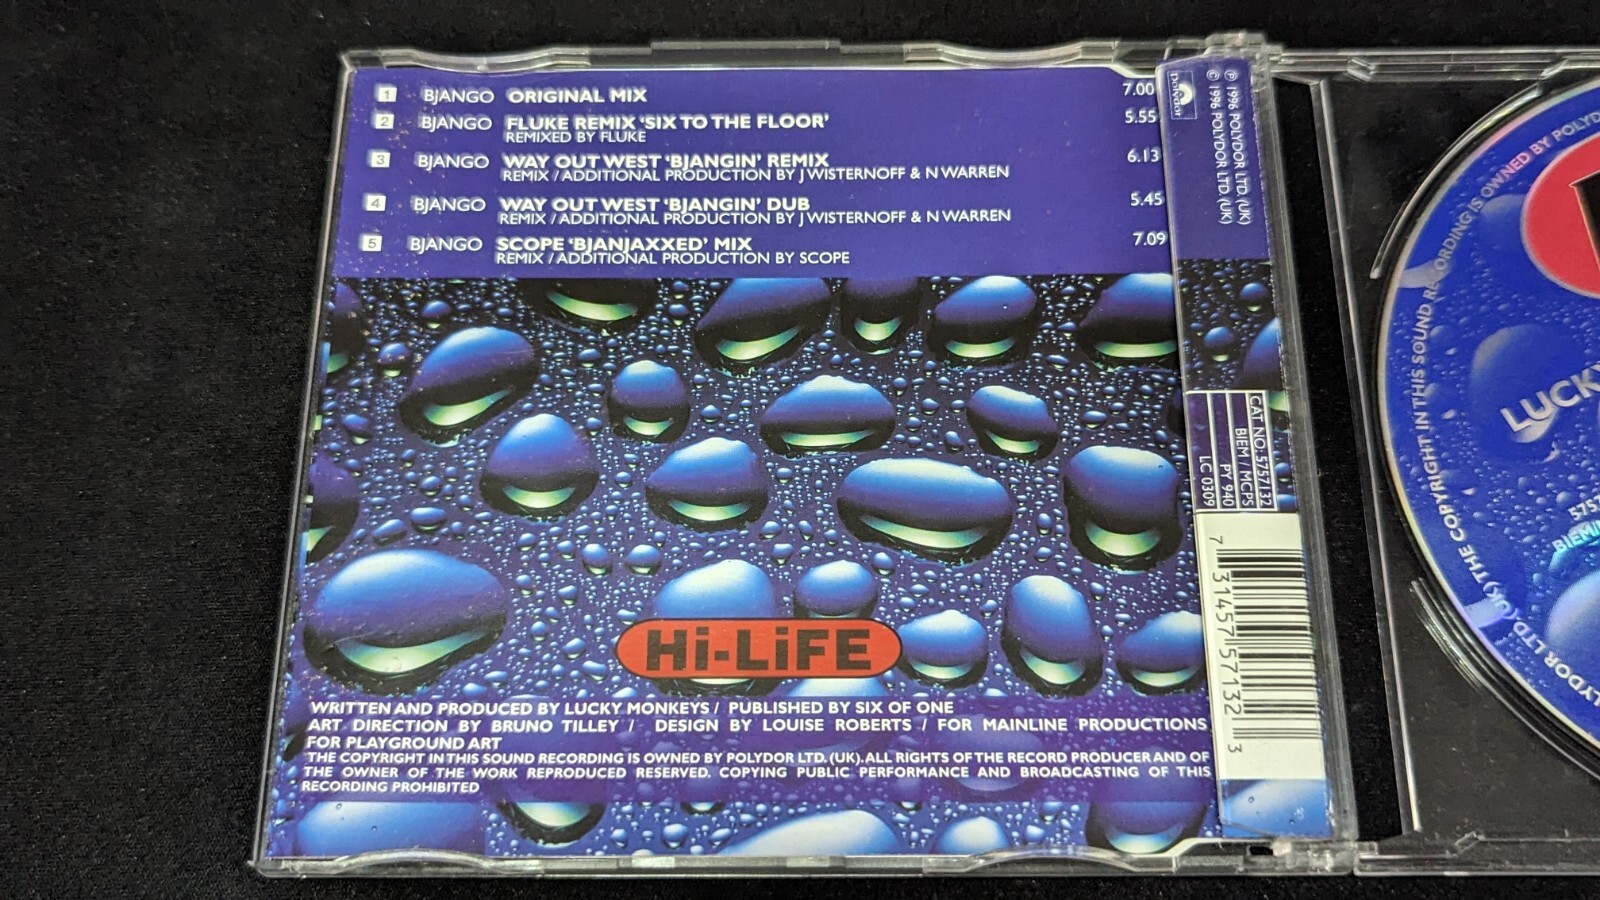 1 BJANGO ORIGINAL MIX 7.00
2 BJANGO FLUKE REMIX 'SIX TO THE FLOOR' 5.55
REMIXED BY FLUKE
3 BJANGO WAY OUT WEST 'BJANGIN' REMIX 6.13
REMIX / ADDITIONAL PRODUCTION BY J WISTERNOFF & N WARREN
4 BJANGO WAY OUT WEST 'BJANGIN' DUB 5.45
REMIX / ADDITIONAL PRODUCTION BY J WISTERNOFF & N WARREN
5 BJANGO SCOPE 'BJANJAXXED' MIX 7.09
REMIX / ADDITIONAL PRODUCTION BY SCOPE
Hi-LiFE
WRITTEN AND PRODUCED BY LUCKY MONKEYS / PUBLISHED BY SIX OF ONE
ART DIRECTION BY BRUNO TILLEY / DESIGN BY LOUISE ROBERTS / FOR MAINLINE PRODUCTIONS
FOR PLAYGROUND ART
THE COPYRIGHT IN THIS SOUND RECORDING IS OWNED BY POLYDOR LTD. (UK). ALL RIGHTS OF THE RECORD PRODUCER AND OF
THE OWNER OF THE WORK REPRODUCED RESERVED. COPYING PUBLIC PERFORMANCE AND BROADCASTING OF THIS
RECORDING PROHIBITED
polydor
℗ 1996 POLYDOR LTD (UK)
© 1996 POLYDOR LTD (UK)
CAT NO. 5757132
BIEM / MCPS
PY 940
LC 0309
7 31457 57132 3
(UK) THE COPYRIGHT IN THIS SOUND RECORDING IS OWNED BY
LUCKY